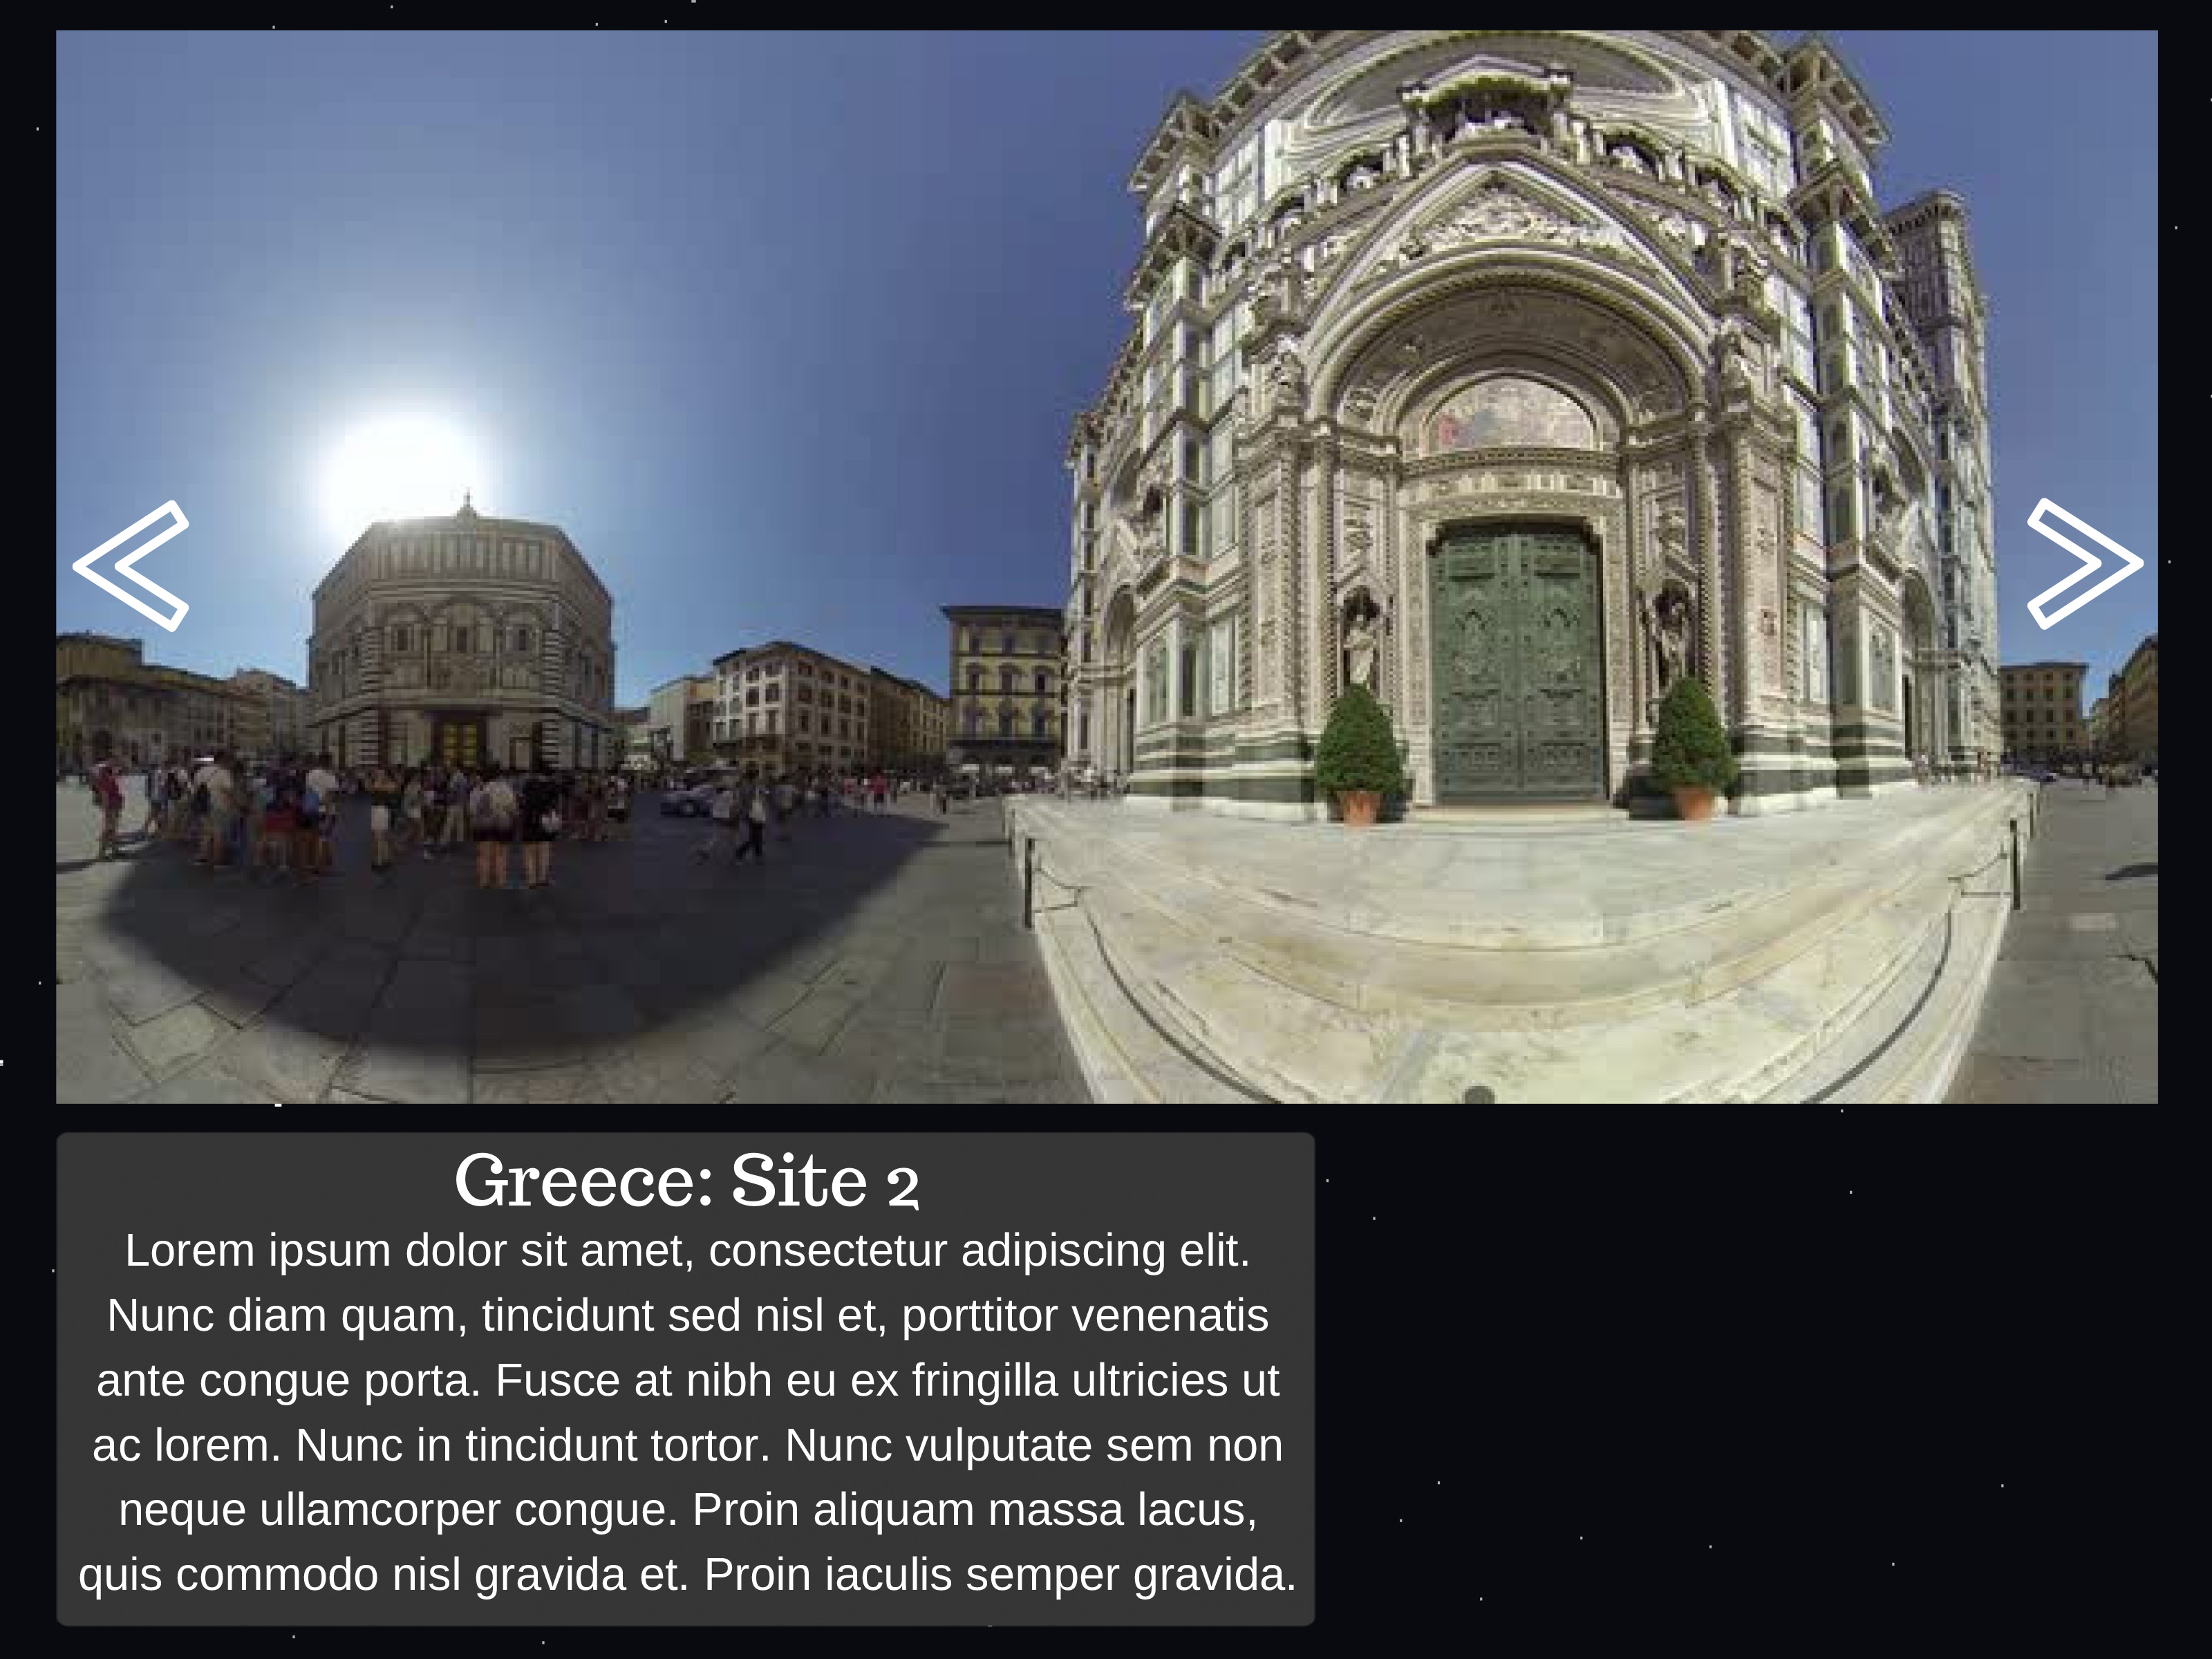 Greece: Site 2
Lorem ipsum dolor sit amet, consectetur adipiscing elit.
Nunc diam quam, tincidunt sed nisl et, porttitor venenatis
ante congue porta. Fusce at nibh eu ex fringilla ultricies ut
ac lorem. Nunc in tincidunt tortor. Nunc vulputate sem non
neque ullamcorper congue. Proin aliquam massa lacus,
quis commodo nisl gravida et. Proin iaculis semper gravida.